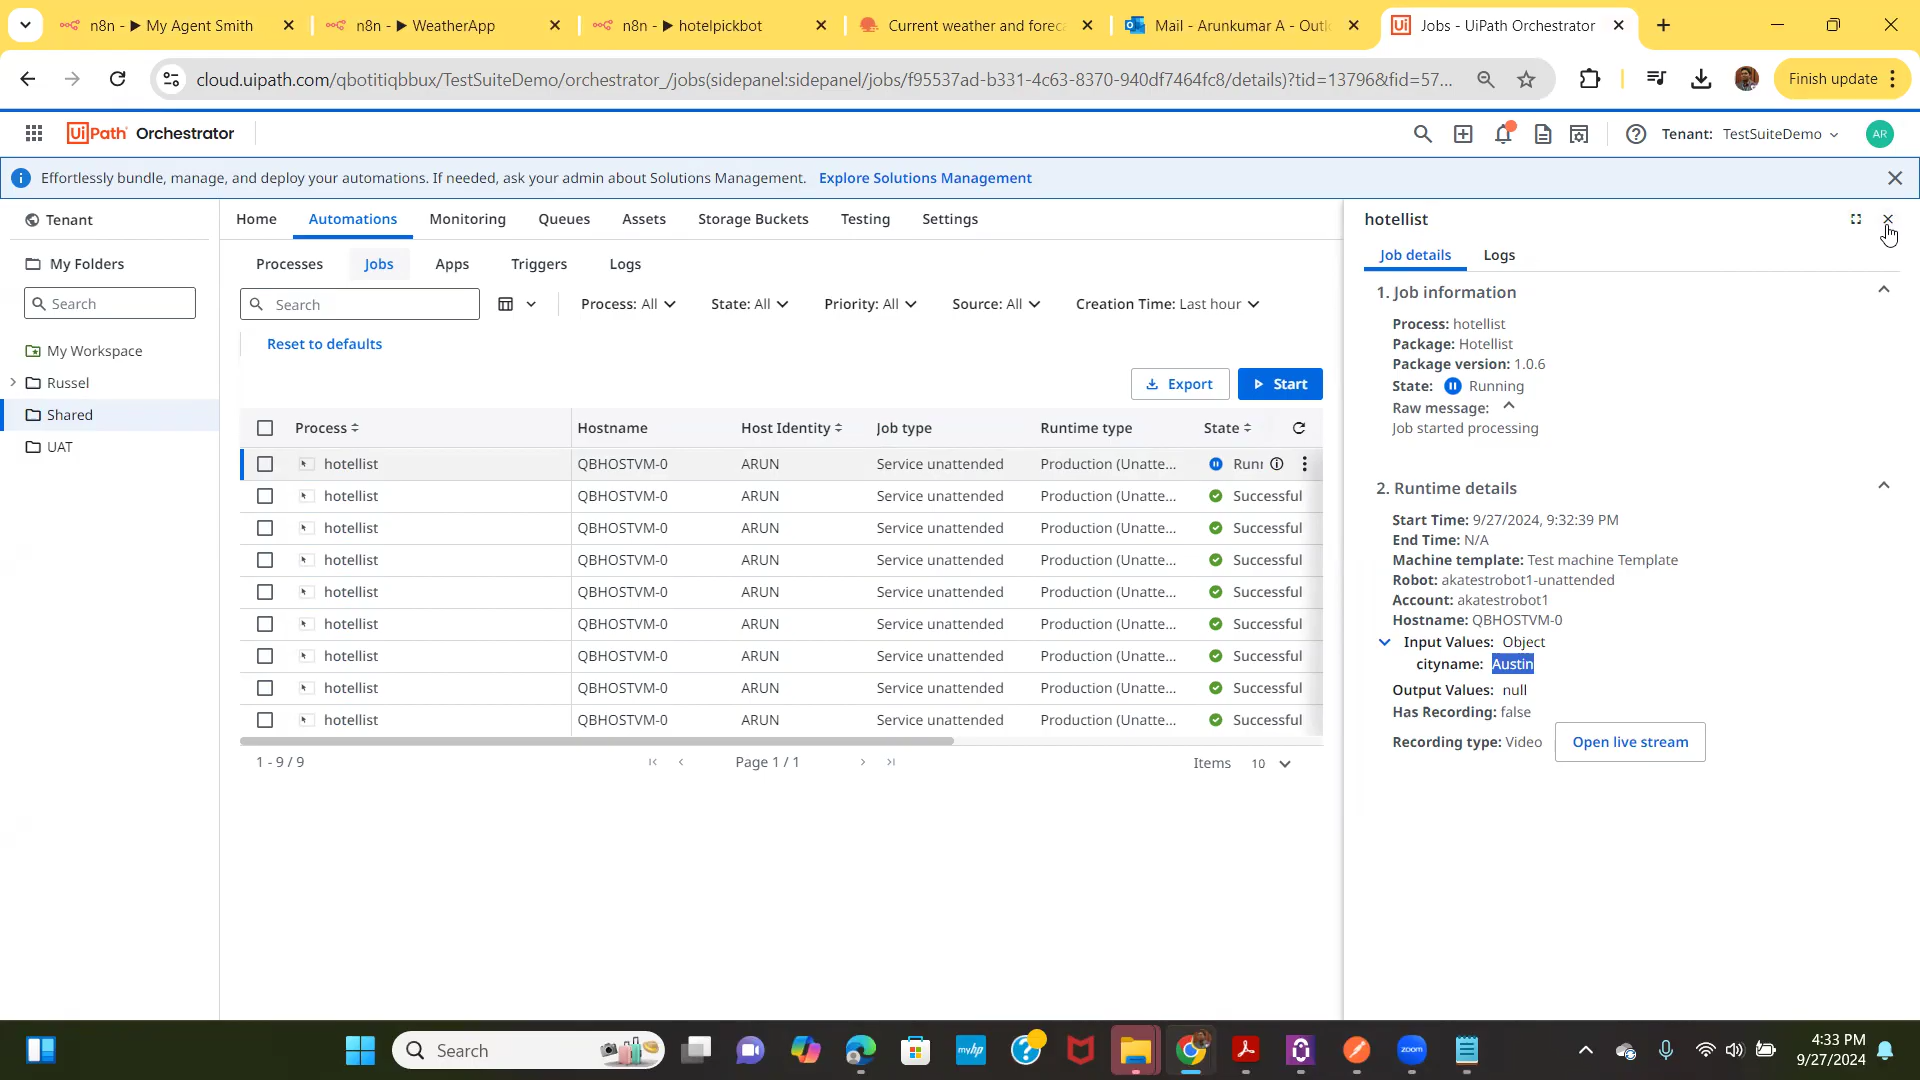 n8n - ▶ My Agent Smith
n8n - ▶ WeatherApp
n8n - ▶ hotelpickbot
Current weather and foreca
Mail - Arunkumar A - Outl
Jobs - UiPath Orchestrator
cloud.uipath.com/qbotitiqbbux/TestSuiteDemo/orchestrator_/jobs(sidepanel:sidepanel/jobs/f95537ad-b331-4c63-8370-940df7464fc8/details)?tid=13796&fid=57...
Finish update
UiPath Orchestrator
Tenant: TestSuiteDemo
AR
Effortlessly bundle, manage, and deploy your automations. If needed, ask your admin about Solutions Management. Explore Solutions Management
Tenant
My Folders
Search
My Workspace
Russel
Shared
UAT
Home Automations Monitoring Queues Assets Storage Buckets Testing Settings
Processes Jobs Apps Triggers Logs
Search
Process: All State: All Priority: All Source: All Creation Time: Last hour
Reset to defaults
Export Start
Process Hostname Host Identity Job type Runtime type State
hotellist QBHOSTVM-0 ARUN Service unattended Production (Unatte... Runr
hotellist QBHOSTVM-0 ARUN Service unattended Production (Unatte... Successful
hotellist QBHOSTVM-0 ARUN Service unattended Production (Unatte... Successful
hotellist QBHOSTVM-0 ARUN Service unattended Production (Unatte... Successful
hotellist QBHOSTVM-0 ARUN Service unattended Production (Unatte... Successful
hotellist QBHOSTVM-0 ARUN Service unattended Production (Unatte... Successful
hotellist QBHOSTVM-0 ARUN Service unattended Production (Unatte... Successful
hotellist QBHOSTVM-0 ARUN Service unattended Production (Unatte... Successful
hotellist QBHOSTVM-0 ARUN Service unattended Production (Unatte... Successful
1 - 9 / 9 Page 1 / 1 Items 10
hotellist
Job details Logs
1. Job information
Process: hotellist
Package: Hotellist
Package version: 1.0.6
State: Running
Raw message:
Job started processing
2. Runtime details
Start Time: 9/27/2024, 9:32:39 PM
End Time: N/A
Machine template: Test machine Template
Robot: akatestrobot1-unattended
Account: akatestrobot1
Hostname: QBHOSTVM-0
Input Values: Object
cityname: Austin
Output Values: null
Has Recording: false
Recording type: Video Open live stream
Search
myhp
zoom
4:33 PM
9/27/2024